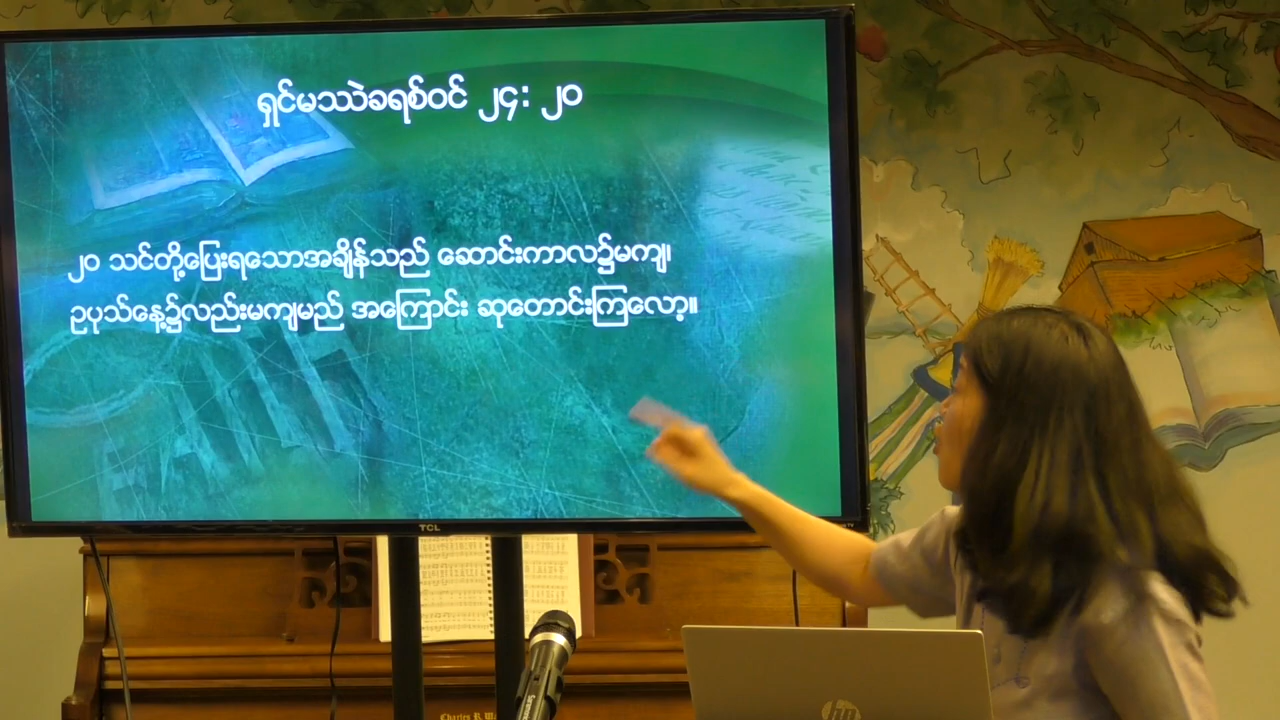 ရှင်မဿဲခရစ်ဝင် ၂၄း ၂၀
၂၀ သင်တို့ပြေးရသောအချိန်သည် ဆောင်းကာလ၌မကျ၊
ဥပုသ်နေ့၌လည်းမကျမည် အကြောင်း ဆုတောင်းကြလော့။
TCL
Charles R. W
hp